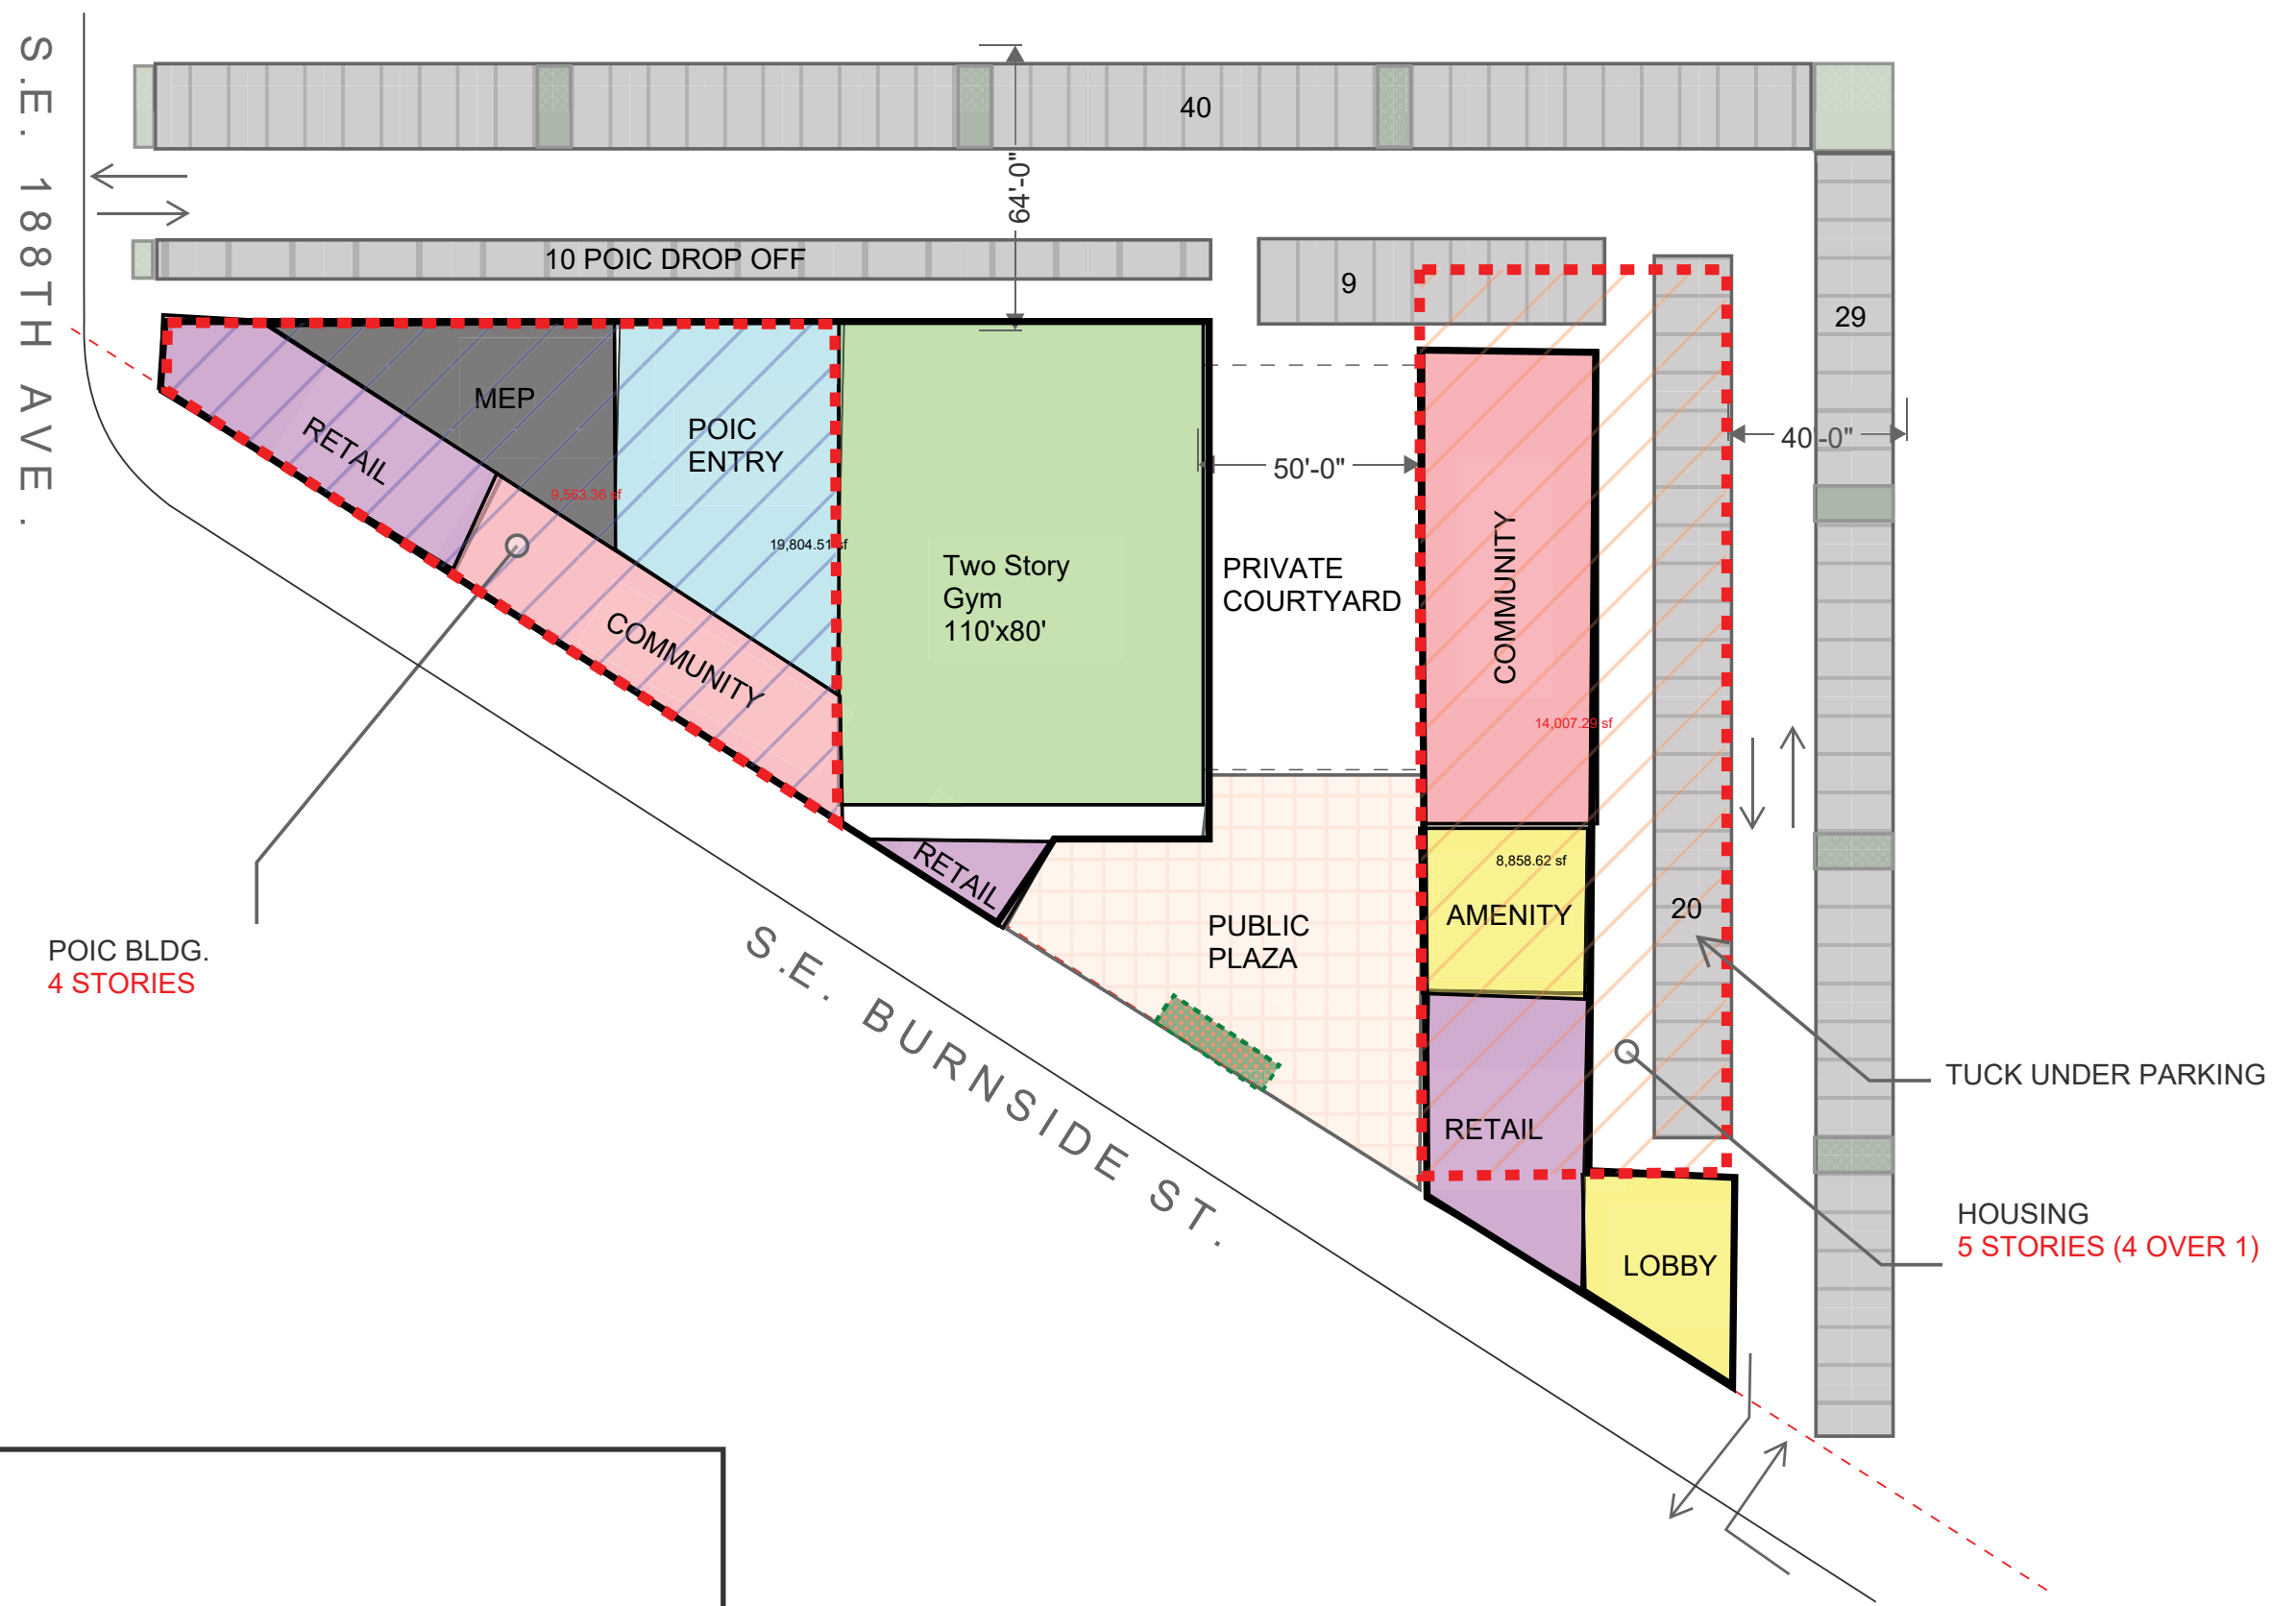 S.E. 188TH AVE.
40
64'-0"
10 POIC DROP OFF
9
29
MEP
POIC
ENTRY
RETAIL
40'-0"
50'-0"
9,563.36 sf
19,804.51 sf
Two Story
Gym
110'x80'
PRIVATE
COURTYARD
COMMUNITY
COMMUNITY
14,007.29 sf
8,858.62 sf
RETAIL
AMENITY
20
PUBLIC
PLAZA
POIC BLDG.
4 STORIES
S.E. BURNSIDE ST.
TUCK UNDER PARKING
RETAIL
HOUSING
5 STORIES (4 OVER 1)
LOBBY